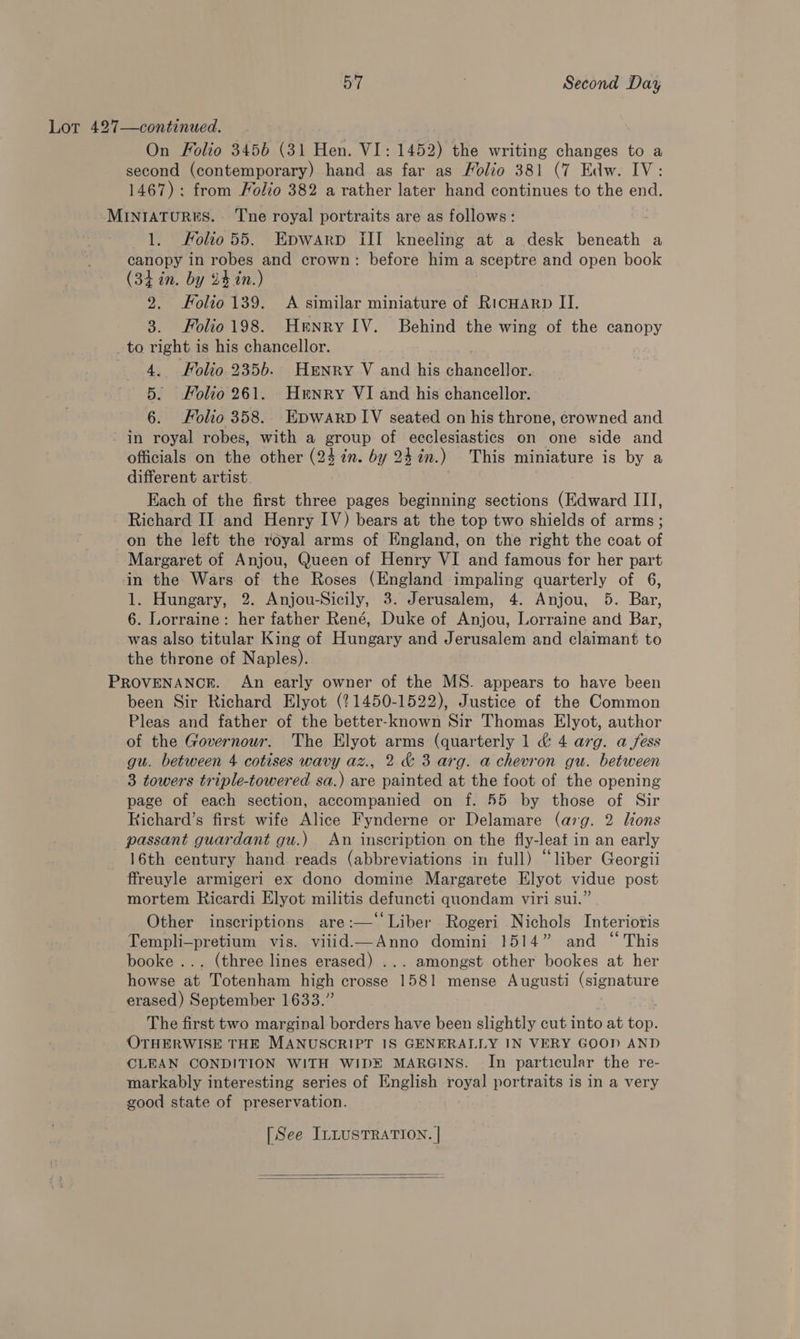 57 Second Day
Lot 427—continued.
On Folio 345b (31 Hen. VI: 1452) the writing changes to a
second (contemporary) hand as far as Folio 381 (7 Edw. IV:
1467): from Folio 382 a rather later hand continues to the end.
MINIATURES. Tne royal portraits are as follows:
1. Folio 55. EDWARD III kneeling at a desk beneath a
canopy in robes and crown: before him a sceptre and open book
in. by in.)
2. Folio 139. A similar miniature of RICHARD II.
3. Folio 198. HENRY IV. Behind the wing of the canopy
to right is his chancellor.
4. Folio 235b. HENRY V and his chancellor.
5. Folio 261. HENRY VI and his chancellor.
6. Folio 358. EDWARD IV seated on his throne, crowned and
in royal robes, with a group of ecclesiastics on one side and
officials on the other in. by in.) This miniature is by a
different artist
Each of the first three pages beginning sections (Edward III,
Richard II and Henry IV) bears at the top two shields of arms;
on the left the royal arms of England, on the right the coat of
Margaret of Anjou, Queen of Henry VI and famous for her part
in the Wars of the Roses (England impaling quarterly of 6,
1. Hungary, 2. Anjou-Sicily, 3. Jerusalem, 4. Anjou, 5. Bar,
6. Lorraine: her father René, Duke of Anjou, Lorraine and Bar,
was also titular King of Hungary and Jerusalem and claimant to
the throne of Naples).
PROVENANCE. An early owner of the MS. appears to have been
been Sir Richard Elyot (?1450-1522), Justice of the Common
Pleas and father of the better-known Sir Thomas Elyot, author
of the Governour. The Elyot arms (quarterly 1 & 4 arg. a fess
gu. between 4 cotises wavy az., 2 & 3 arg. a chevron gu. between
3 towers triple-towered sa.) are painted at the foot of the opening
page of each section, accompanied on f. 55 by those of Sir
Richard's first wife Alice Fynderne or Delamare (arg. 2 lions
passant guardant gu.) An inscription on the fly-leaf in an early
16th century hand reads (abbreviations in full) "liber Georgii
ffreuyle armigeri ex dono domine Margarete Elyot vidue post
mortem Ricardi Elyot militis defuncti quondam viri sui."
Other inscriptions are:—"Liber Rogeri Nichols Interioris
Templi—pretium vis. viiid.—Anno domini 1514" and "This
booke ... (three lines erased) ... amongst other bookes at her
howse at Totenham high crosse 1581 mense Augusti (signature
erased) September 1633."
The first two marginal borders have been slightly cut into at top.
OTHERWISE THE MANUSCRIPT IS GENERALLY IN VERY GOOD AND
CLEAN CONDITION WITH WIDE MARGINS. In particular the re-
markably interesting series of English royal portraits is in a very
good state of preservation.
[See ILLUSTRATION.]